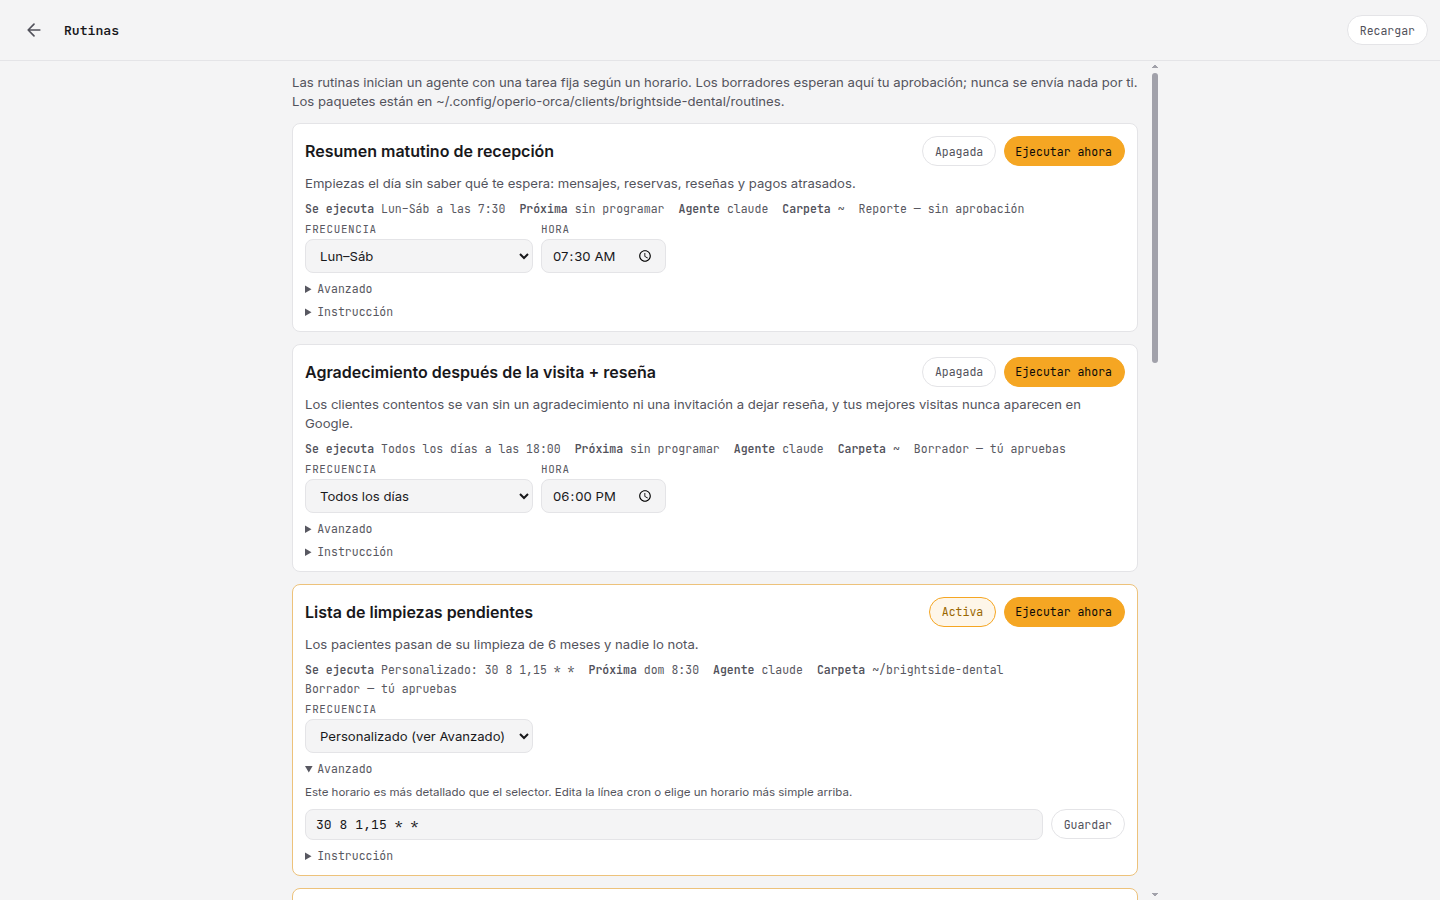 Rutinas
Recargar
Las rutinas inician un agente con una tarea fija según un horario. Los borradores esperan aquí tu aprobación; nunca se envía nada por ti.
Los paquetes están en ~/.config/operio-orca/clients/brightside-dental/routines.
Resumen matutino de recepción
Apagada
Ejecutar ahora
Empiezas el día sin saber qué te espera: mensajes, reservas, reseñas y pagos atrasados.
Se ejecuta Lun–Sáb a las 7:30 Próxima sin programar Agente claude Carpeta ~ Reporte — sin aprobación
FRECUENCIA
HORA
Lun–Sáb
07:30 AM
Avanzado
Instrucción
Agradecimiento después de la visita + reseña
Apagada
Ejecutar ahora
Los clientes contentos se van sin un agradecimiento ni una invitación a dejar reseña, y tus mejores visitas nunca aparecen en
Google.
Se ejecuta Todos los días a las 18:00 Próxima sin programar Agente claude Carpeta ~ Borrador — tú apruebas
FRECUENCIA
HORA
Todos los días
06:00 PM
Avanzado
Instrucción
Lista de limpiezas pendientes
Activa
Ejecutar ahora
Los pacientes pasan de su limpieza de 6 meses y nadie lo nota.
Se ejecuta Personalizado: 30 8 1,15 * * Próxima dom 8:30 Agente claude Carpeta ~/brightside-dental
Borrador — tú apruebas
FRECUENCIA
Personalizado (ver Avanzado)
Avanzado
Este horario es más detallado que el selector. Edita la línea cron o elige un horario más simple arriba.
30 8 1,15 * *
Guardar
Instrucción